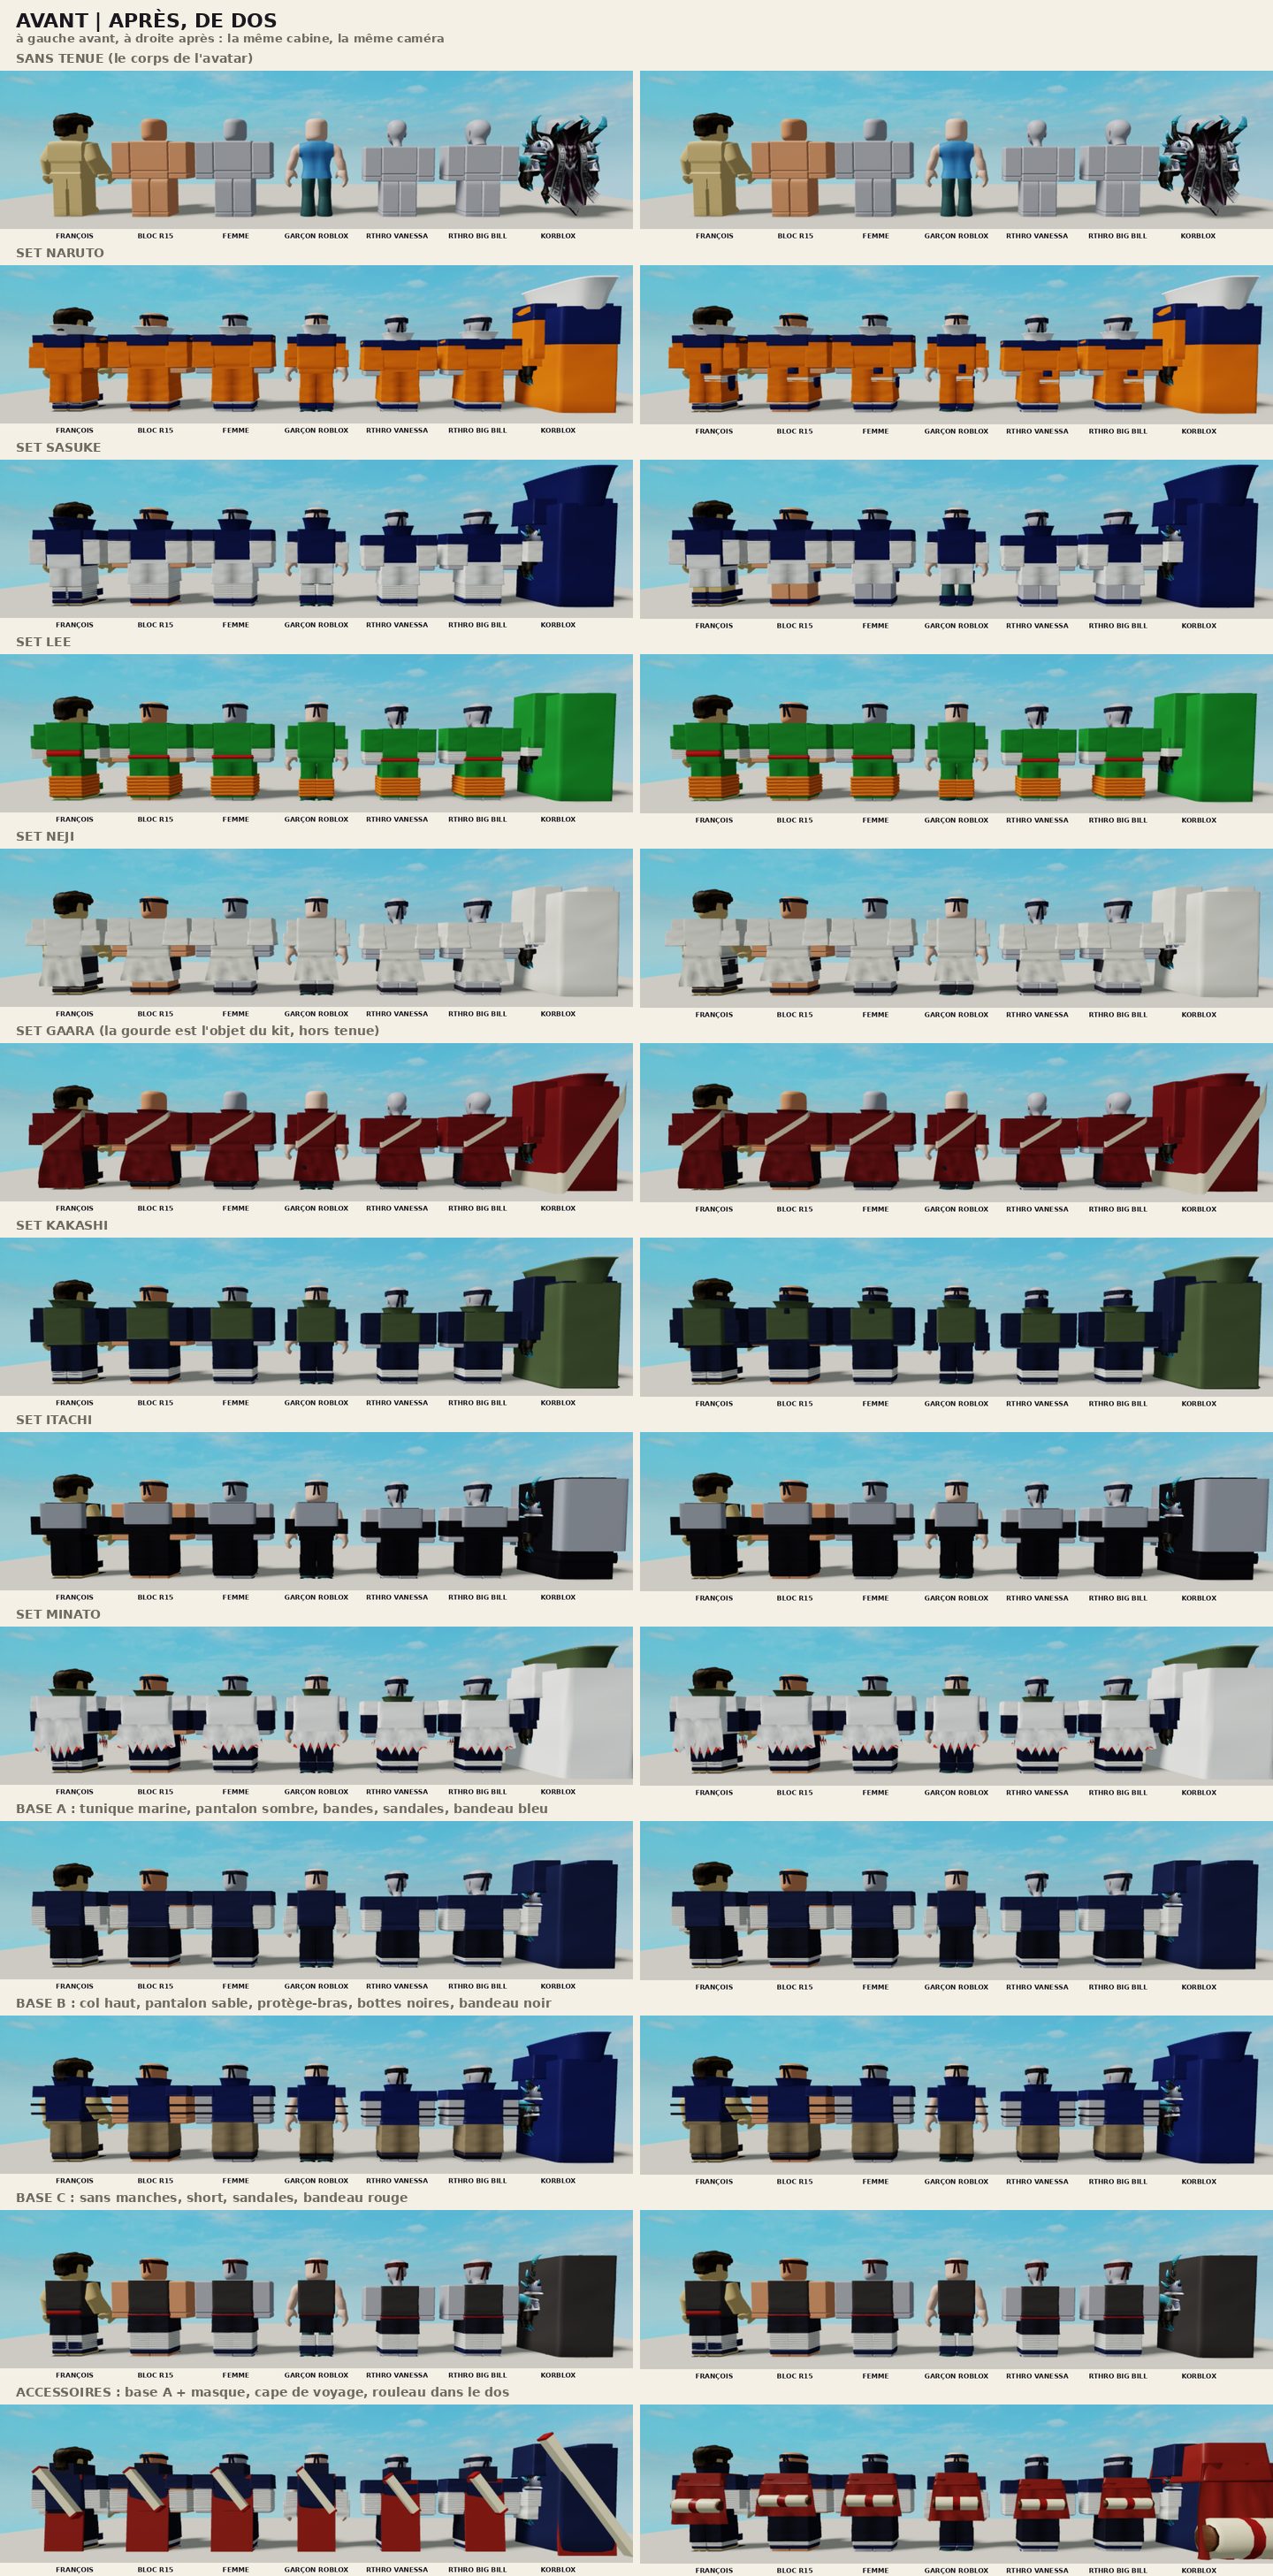 AVANT | APRÈS, DE DOS
à gauche avant, à droite après : la même cabine, la même caméra
SANS TENUE (le corps de l'avatar)
FRANÇOIS BLOC R15 FEMME GARÇON ROBLOX RTHRO VANESSA RTHRO BIG BILL KORBLOX FRANÇOIS BLOC R15 FEMME GARÇON ROBLOX RTHRO VANESSA RTHRO BIG BILL KORBLOX
SET NARUTO
FRANÇOIS BLOC R15 FEMME GARÇON ROBLOX RTHRO VANESSA RTHRO BIG BILL KORBLOX FRANÇOIS BLOC R15 FEMME GARÇON ROBLOX RTHRO VANESSA RTHRO BIG BILL KORBLOX
SET SASUKE
FRANÇOIS BLOC R15 FEMME GARÇON ROBLOX RTHRO VANESSA RTHRO BIG BILL KORBLOX FRANÇOIS BLOC R15 FEMME GARÇON ROBLOX RTHRO VANESSA RTHRO BIG BILL KORBLOX
SET LEE
FRANÇOIS BLOC R15 FEMME GARÇON ROBLOX RTHRO VANESSA RTHRO BIG BILL KORBLOX FRANÇOIS BLOC R15 FEMME GARÇON ROBLOX RTHRO VANESSA RTHRO BIG BILL KORBLOX
SET NEJI
FRANÇOIS BLOC R15 FEMME GARÇON ROBLOX RTHRO VANESSA RTHRO BIG BILL KORBLOX FRANÇOIS BLOC R15 FEMME GARÇON ROBLOX RTHRO VANESSA RTHRO BIG BILL KORBLOX
SET GAARA (la gourde est l'objet du kit, hors tenue)
FRANÇOIS BLOC R15 FEMME GARÇON ROBLOX RTHRO VANESSA RTHRO BIG BILL KORBLOX FRANÇOIS BLOC R15 FEMME GARÇON ROBLOX RTHRO VANESSA RTHRO BIG BILL KORBLOX
SET KAKASHI
FRANÇOIS BLOC R15 FEMME GARÇON ROBLOX RTHRO VANESSA RTHRO BIG BILL KORBLOX FRANÇOIS BLOC R15 FEMME GARÇON ROBLOX RTHRO VANESSA RTHRO BIG BILL KORBLOX
SET ITACHI
FRANÇOIS BLOC R15 FEMME GARÇON ROBLOX RTHRO VANESSA RTHRO BIG BILL KORBLOX FRANÇOIS BLOC R15 FEMME GARÇON ROBLOX RTHRO VANESSA RTHRO BIG BILL KORBLOX
SET MINATO
FRANÇOIS BLOC R15 FEMME GARÇON ROBLOX RTHRO VANESSA RTHRO BIG BILL KORBLOX FRANÇOIS BLOC R15 FEMME GARÇON ROBLOX RTHRO VANESSA RTHRO BIG BILL KORBLOX
BASE A : tunique marine, pantalon sombre, bandes, sandales, bandeau bleu
FRANÇOIS BLOC R15 FEMME GARÇON ROBLOX RTHRO VANESSA RTHRO BIG BILL KORBLOX FRANÇOIS BLOC R15 FEMME GARÇON ROBLOX RTHRO VANESSA RTHRO BIG BILL KORBLOX
BASE B : col haut, pantalon sable, protège-bras, bottes noires, bandeau noir
FRANÇOIS BLOC R15 FEMME GARÇON ROBLOX RTHRO VANESSA RTHRO BIG BILL KORBLOX FRANÇOIS BLOC R15 FEMME GARÇON ROBLOX RTHRO VANESSA RTHRO BIG BILL KORBLOX
BASE C : sans manches, short, sandales, bandeau rouge
FRANÇOIS BLOC R15 FEMME GARÇON ROBLOX RTHRO VANESSA RTHRO BIG BILL KORBLOX FRANÇOIS BLOC R15 FEMME GARÇON ROBLOX RTHRO VANESSA RTHRO BIG BILL KORBLOX
ACCESSOIRES : base A + masque, cape de voyage, rouleau dans le dos
FRANÇOIS BLOC R15 FEMME GARÇON ROBLOX RTHRO VANESSA RTHRO BIG BILL KORBLOX FRANÇOIS BLOC R15 FEMME GARÇON ROBLOX RTHRO VANESSA RTHRO BIG BILL KORBLOX